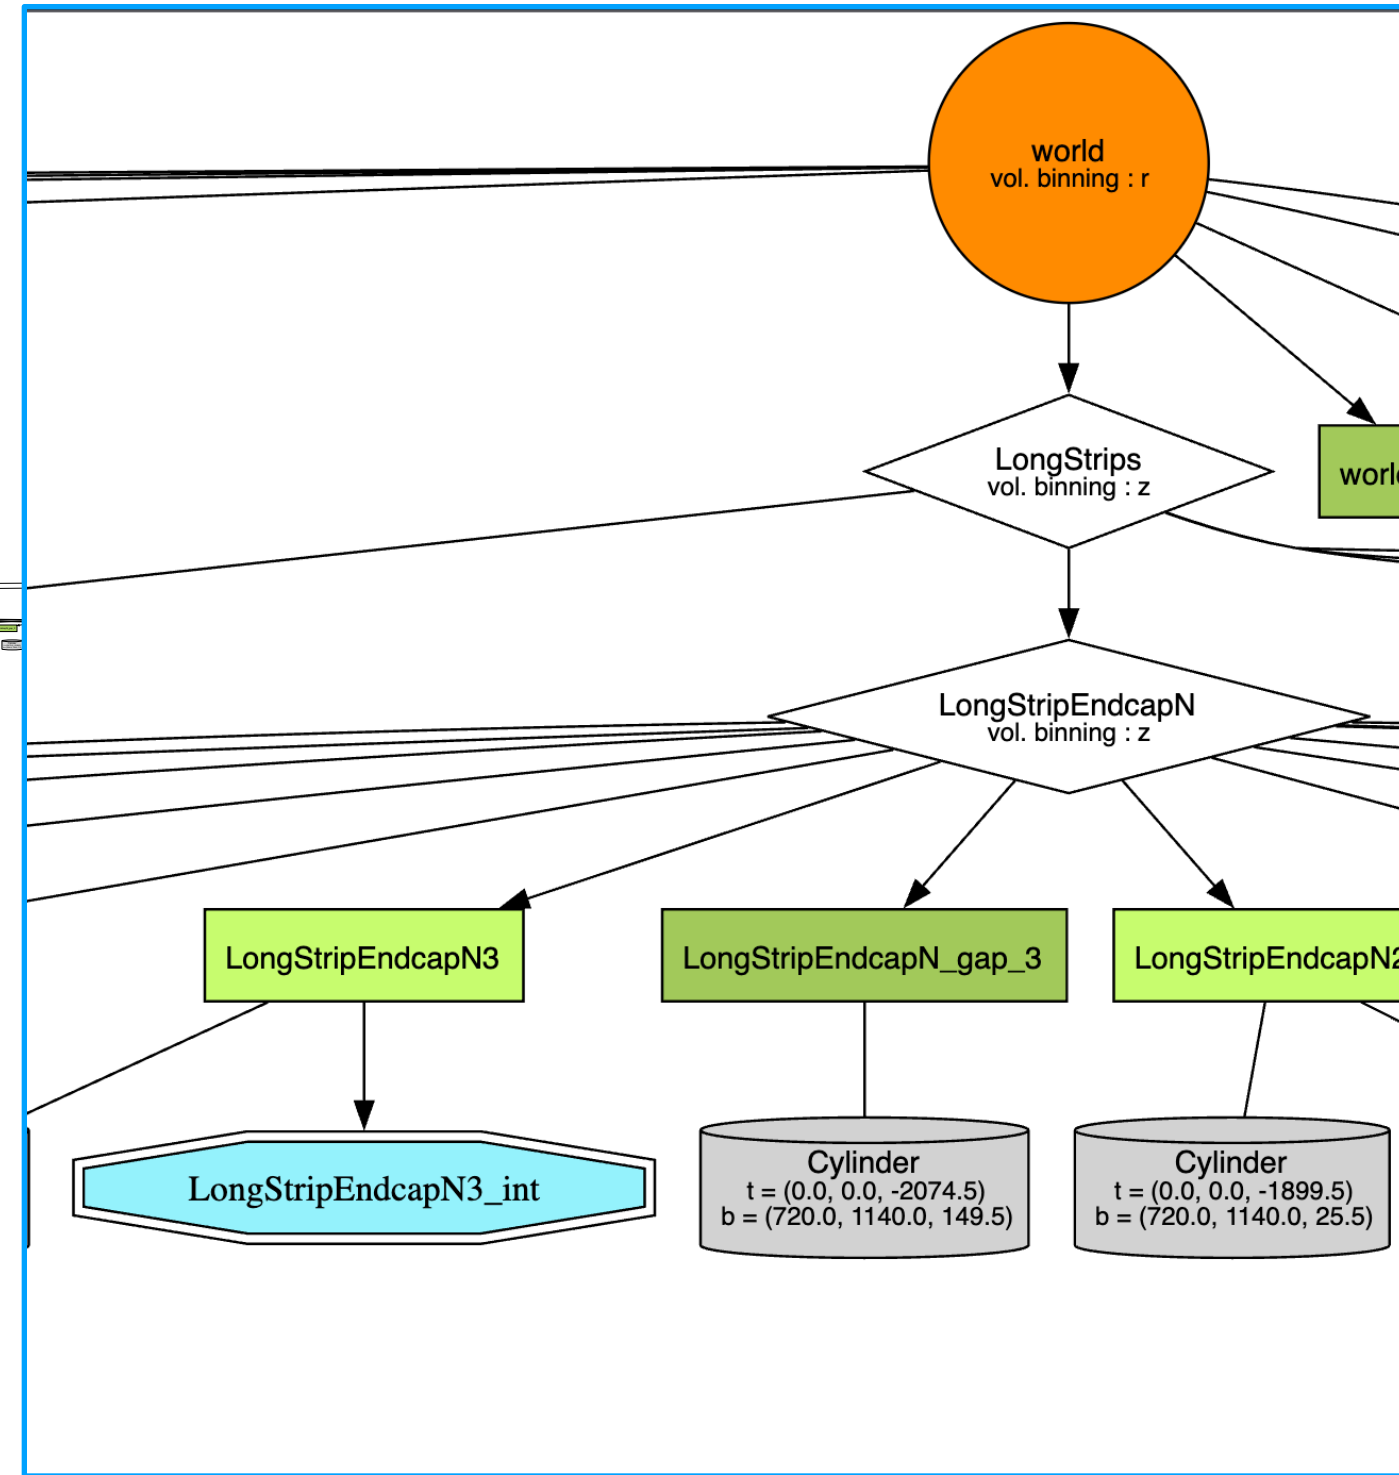 world
vol. binning : r
LongStrips
vol. binning : z
LongStripEndcapN
vol. binning : z
LongStripEndcapN3
LongStripEndcapN_gap_3
LongStripEndcapN2
LongStripEndcapN3_int
Cylinder
t = (0.0, 0.0, -2074.5)
b = (720.0, 1140.0, 149.5)
Cylinder
t = (0.0, 0.0, -1899.5)
b = (720.0, 1140.0, 25.5)